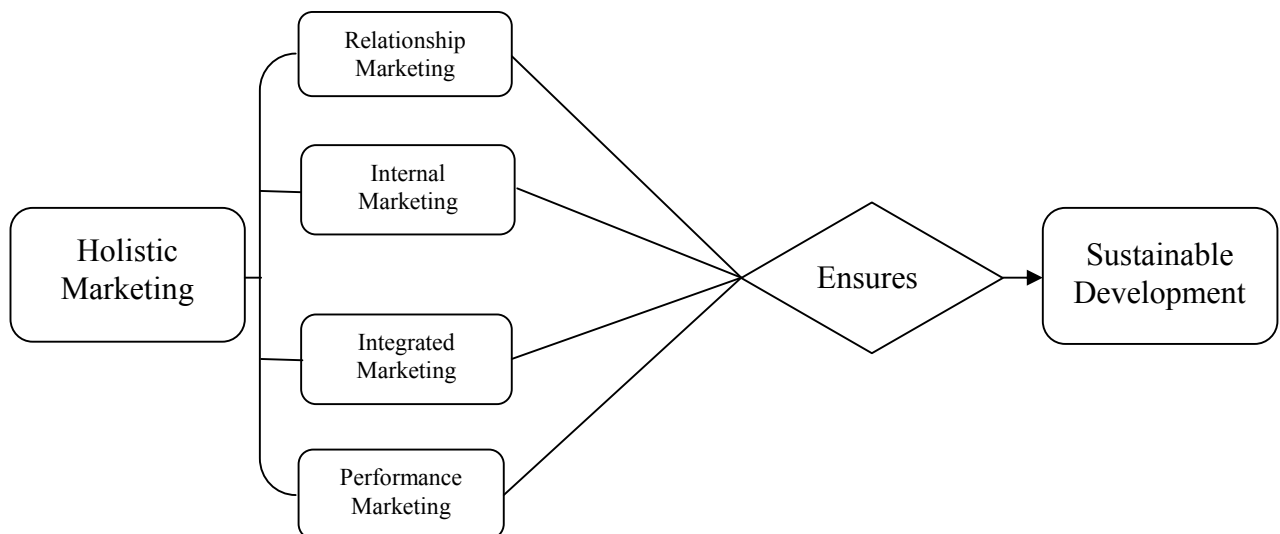 Relationship
Marketing
Internal
Marketing
Holistic
Marketing
Integrated
Marketing
Performance
Marketing
Ensures
Sustainable
Development